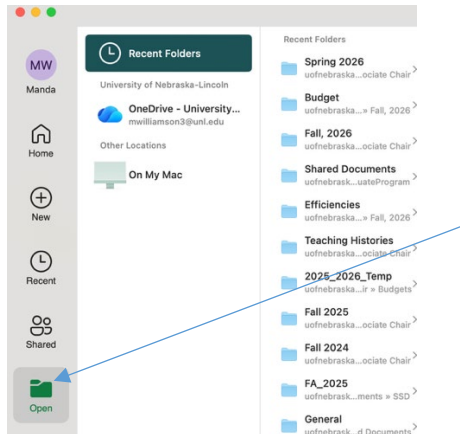 MW
Manda
Home
New
Recent
Shared
Open
Recent Folders
University of Nebraska-Lincoln
OneDrive - University...
mwilliamson3@unl.edu
Other Locations
On My Mac
Recent Folders
Spring 2026
uofnebraska...ociate Chair
Budget
uofnebraska...» Fall, 2026
Fall, 2026
uofnebraska...ociate Chair
Shared Documents
uofnebrask...uateProgram
Efficiencies
uofnebraska...» Fall, 2026
Teaching Histories
uofnebraska...ociate Chair
2025_2026_Temp
uofnebraska...ir » Budgets
Fall 2025
uofnebraska...ociate Chair
Fall 2024
uofnebraska...ociate Chair
FA_2025
uofnebrask...ments » SSD
General
uofnebrask...d Documents